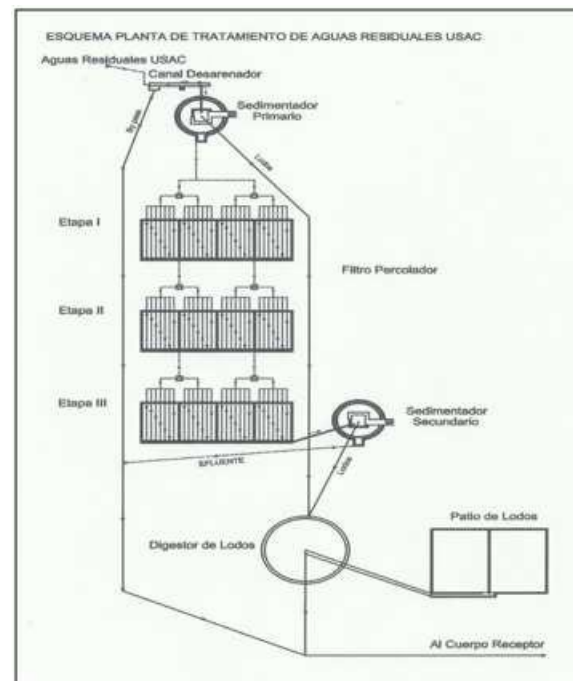 ESQUEMA PLANTA DE TRATAMIENTO DE AGUAS RESIDUALES USAC
Aguas Residuales USAC
Canal Desarenador
Sedimentador
Primario
By pass
Lodos
Etapa I
Filtro Percolador
Etapa II
Etapa III
Sedimentador
Secundario
EFLUENTE
Lodos
Patio de Lodos
Digestor de Lodos
Al Cuerpo Receptor